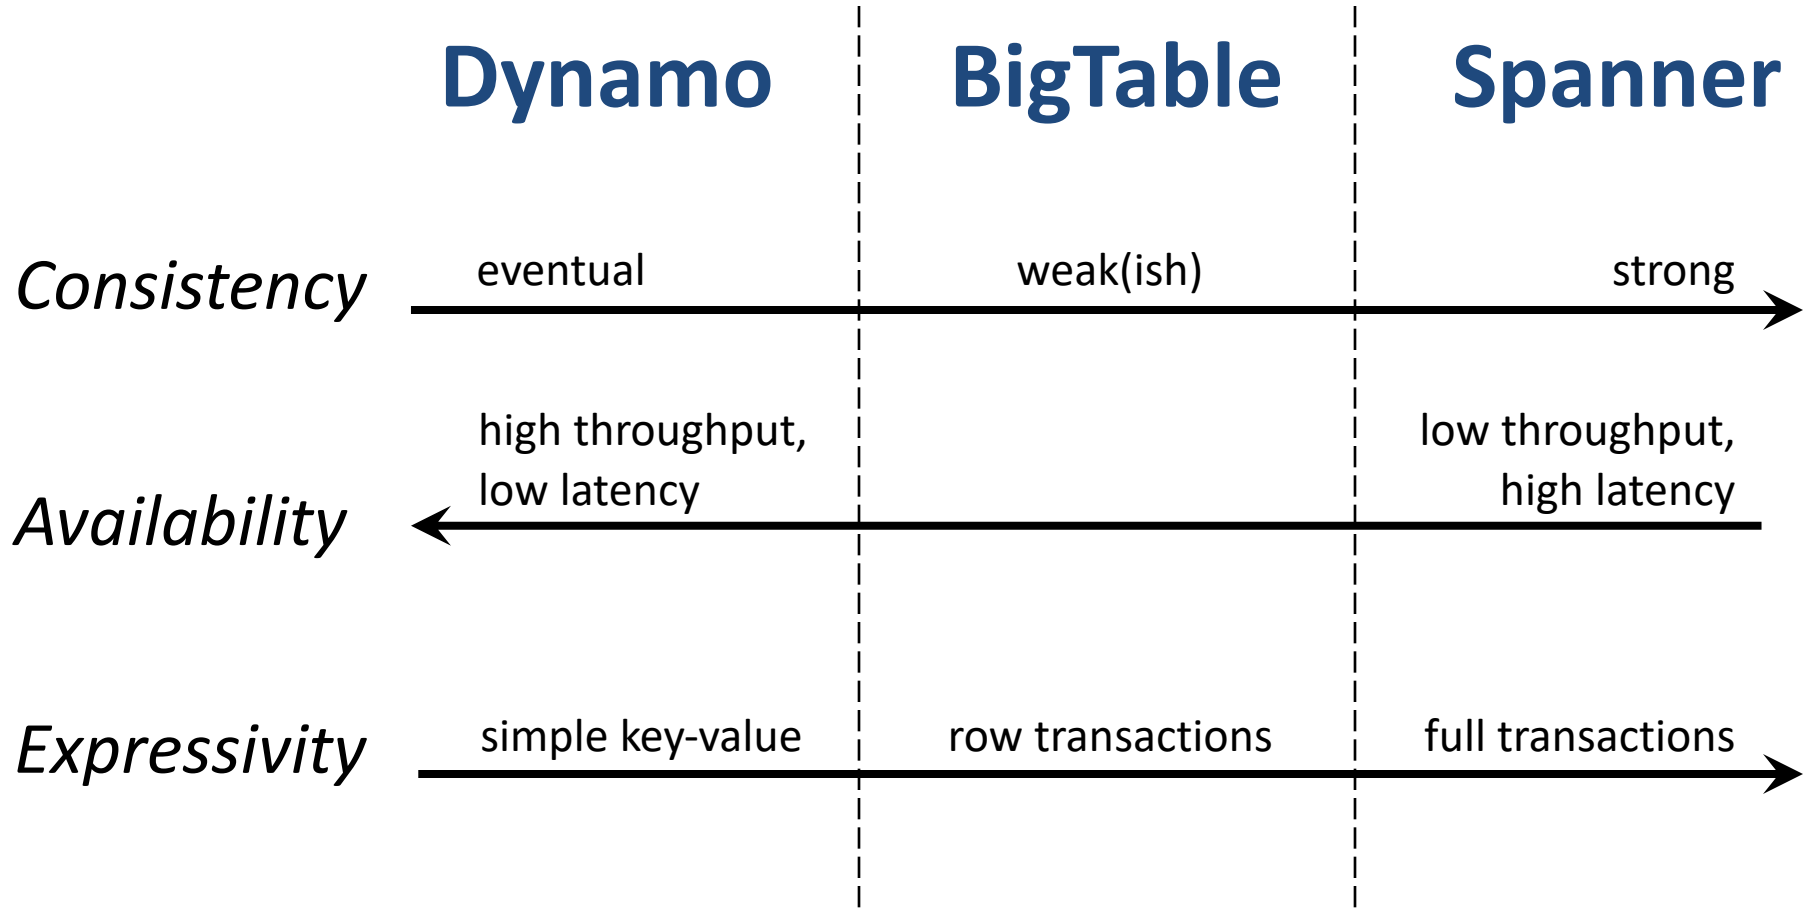 Dynamo BigTable Spanner
Consistency eventual weak(ish) strong
Availability
high throughput,
low latency
low throughput,
high latency
Expressivity simple key-value row transactions full transactions